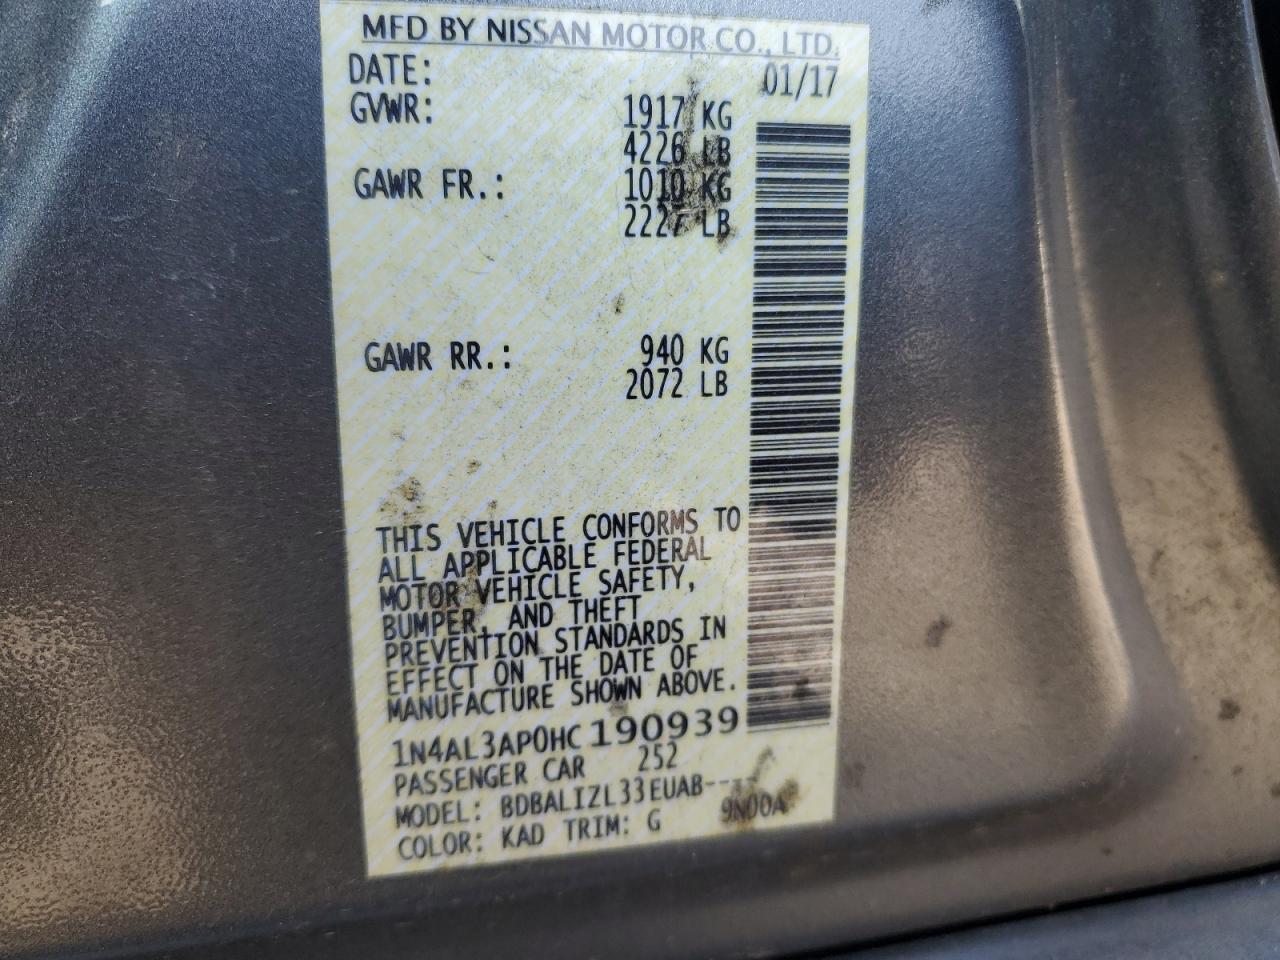 MFD BY NISSAN MOTOR CO., LTD.
DATE: 01/17
GVWR: 1917 KG
4226 LB
GAWR FR.: 1010 KG
2227 LB
GAWR RR.: 940 KG
2072 LB
THIS VEHICLE CONFORMS TO
ALL APPLICABLE FEDERAL
MOTOR VEHICLE SAFETY,
BUMPER, AND THEFT
PREVENTION STANDARDS IN
EFFECT ON THE DATE OF
MANUFACTURE SHOWN ABOVE.
1N4AL3AP0HC190939
PASSENGER CAR 252
MODEL: BDBALIZL33EUAB----
COLOR: KAD TRIM: G 9N00A